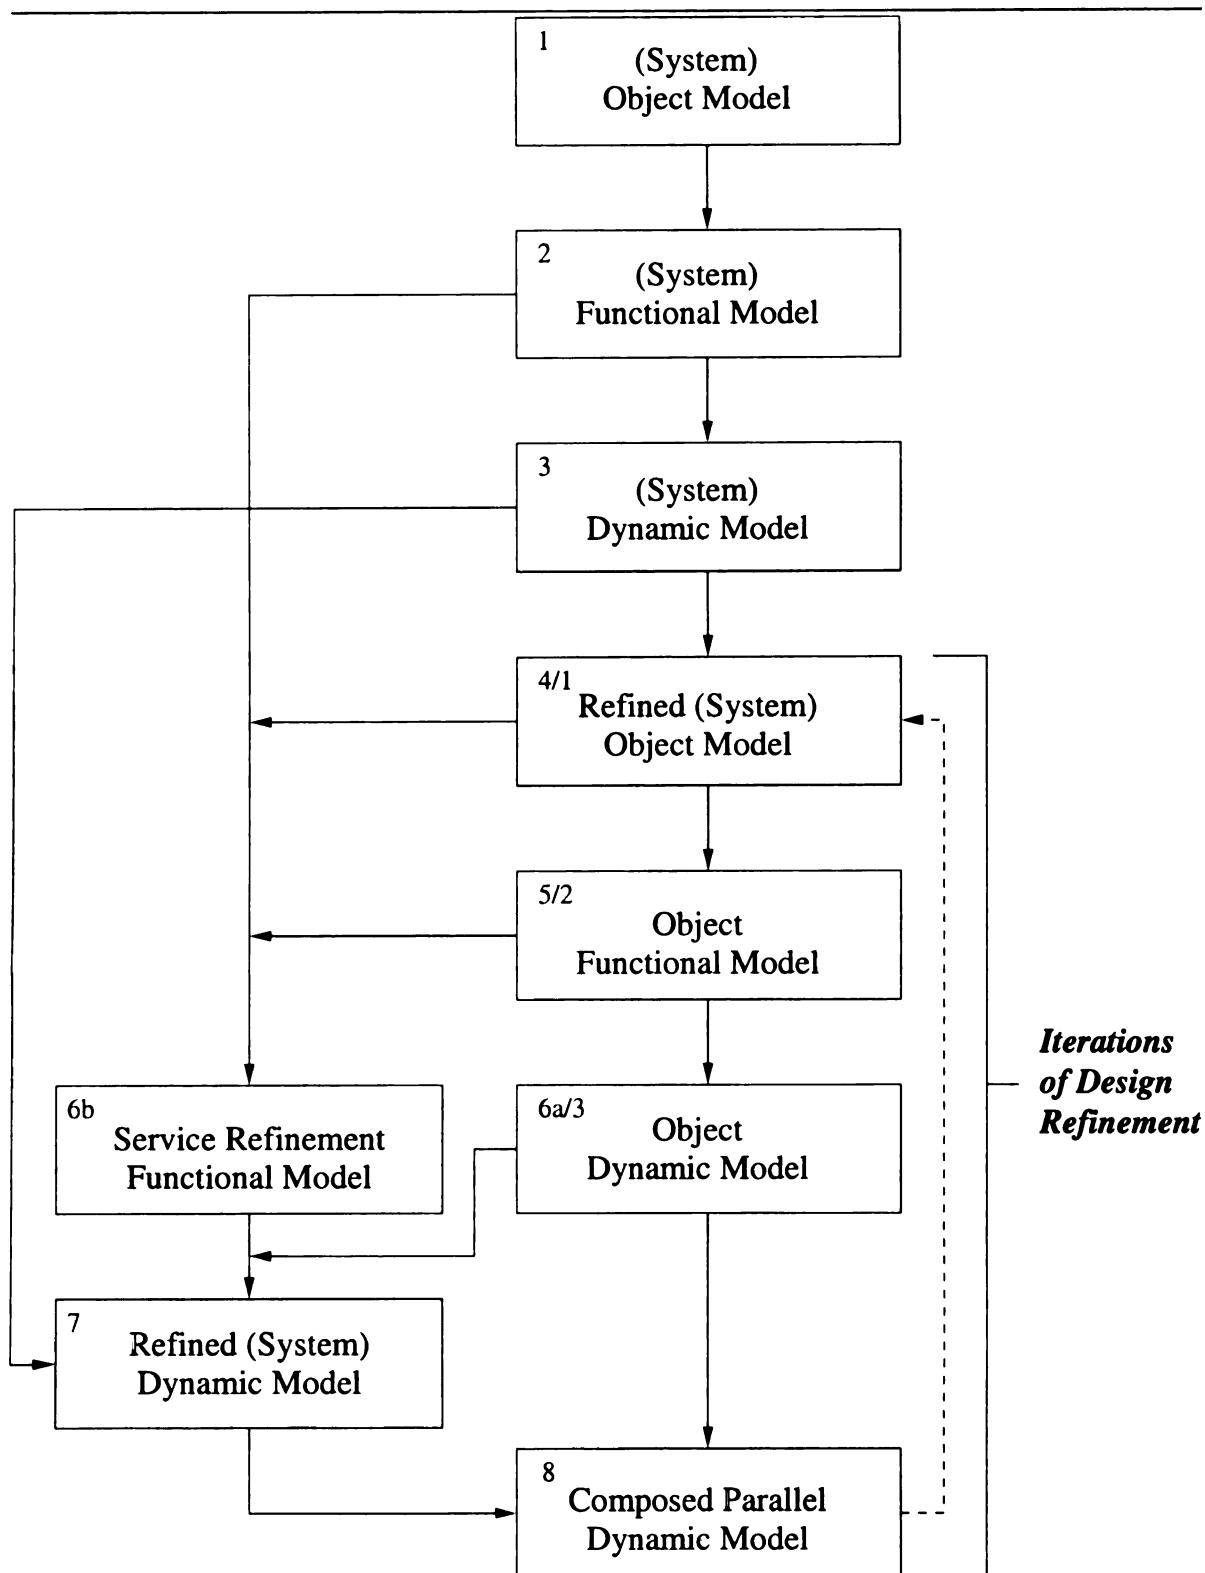 1
(System)
Object Model
2
(System)
Functional Model
3
(System)
Dynamic Model
4/1
Refined (System)
Object Model
5/2
Object
Functional Model
6b
Service Refinement
Functional Model
6a/3
Object
Dynamic Model
Iterations
of Design
Refinement
7
Refined (System)
Dynamic Model
8
Composed Parallel
Dynamic Model